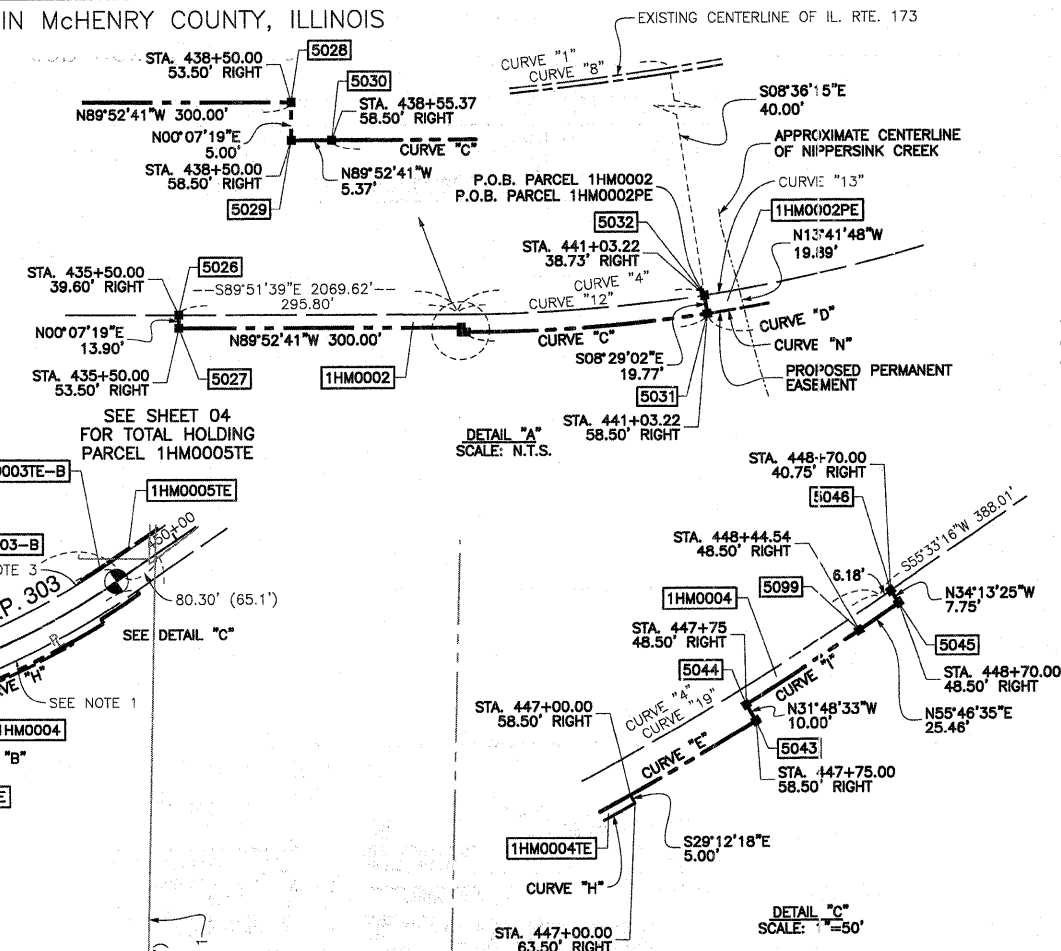 IN McHENRY COUNTY, ILLINOIS
EXISTING CENTERLINE OF IL. RTE. 173
STA. 438+50.00
53.50' RIGHT
5028
5030
STA. 438+55.37
58.50' RIGHT
N89°52'41"W 300.00'
N00°07'19"E
5.00'
CURVE "C"
STA. 438+50.00
58.50' RIGHT
N89°52'41"W
5.37'
5029
CURVE "1"
CURVE "8"
S08°36'15"E
40.00'
APPROXIMATE CENTERLINE
OF NIPPERSINK CREEK
P.O.B. PARCEL 1HM0002
P.O.B. PARCEL 1HM0002PE
CURVE "13"
1HM0002PE
5032
N13°41'48"W
19.89'
STA. 441+03.22
38.73' RIGHT
STA. 435+50.00
39.60' RIGHT
5026
S89°51'39"E 2069.62'
295.80'
CURVE "4"
CURVE "12"
N00°07'19"E
13.90'
N89°52'41"W 300.00'
CURVE "C"
CURVE "D"
CURVE "N"
S08°29'02"E
19.77'
STA. 435+50.00
53.50' RIGHT
5027
1HM0002
PROPOSED PERMANENT
EASEMENT
5031
STA. 441+03.22
58.50' RIGHT
DETAIL "A"
SCALE: N.T.S.
SEE SHEET 04
FOR TOTAL HOLDING
PARCEL 1HM0005TE
003TE-B
1HM0005TE
03-B
OTE 3
450+00
.P. 303
80.30' (65.1')
SEE DETAIL "C"
VE "H"
SEE NOTE 1
HM0004
"B"
E
STA. 448+70.00
40.75' RIGHT
5046
S55°33'16"W 388.01'
STA. 448+44.54
48.50' RIGHT
6.18'
5099
N34°13'25"W
7.75'
1HM0004
STA. 447+75
48.50' RIGHT
5045
STA. 448+70.00
48.50' RIGHT
5044
CURVE "I"
N31°48'33"W
10.00'
N55°46'35"E
25.46'
CURVE "4"
CURVE "19"
STA. 447+00.00
58.50' RIGHT
CURVE "E"
5043
STA. 447+75.00
58.50' RIGHT
S29°12'18"E
5.00'
1HM0004TE
CURVE "H"
STA. 447+00.00
63.50' RIGHT
DETAIL "C"
SCALE: 1"=50'
1